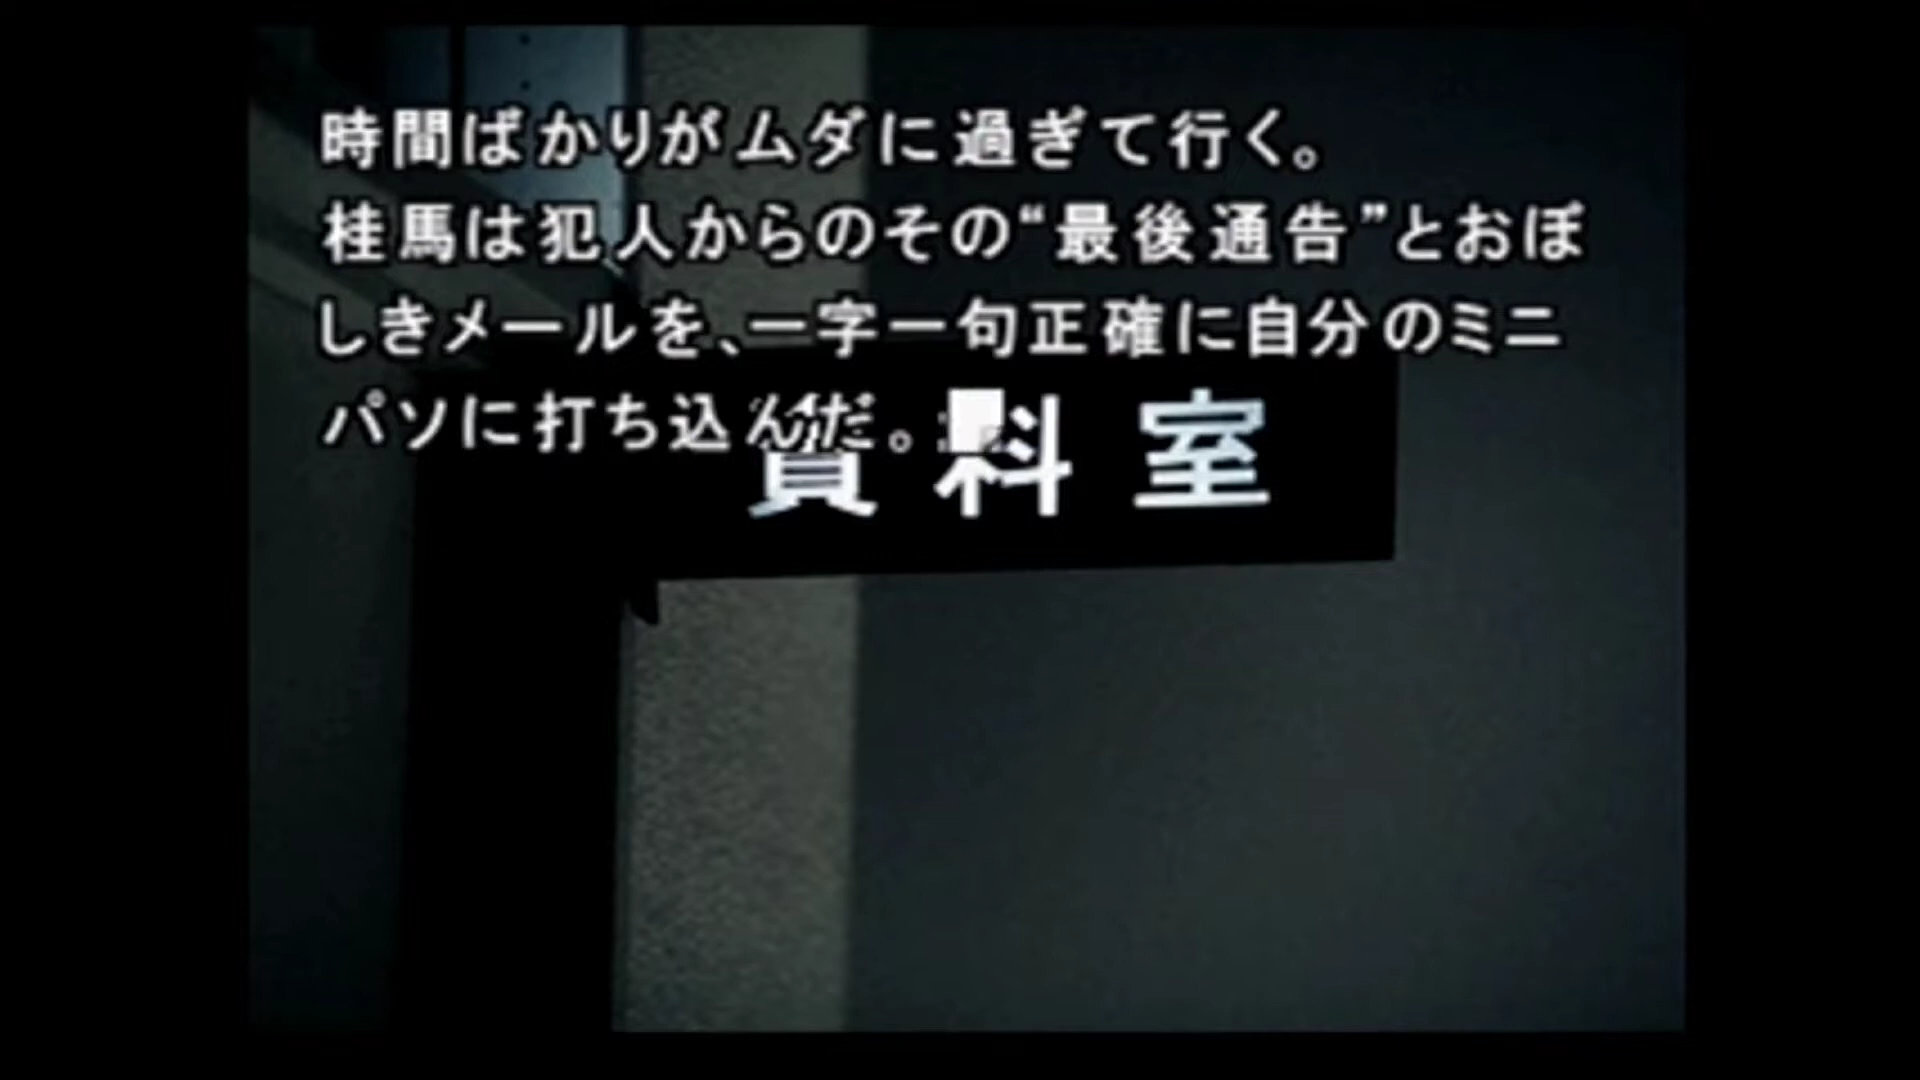 時間ばかりがムダに過ぎて行く。
桂馬は犯人からのその“最後通告”とおぼ
しきメールを、一字一句正確に自分のミニ
パソに打ち込んだ。
資料室